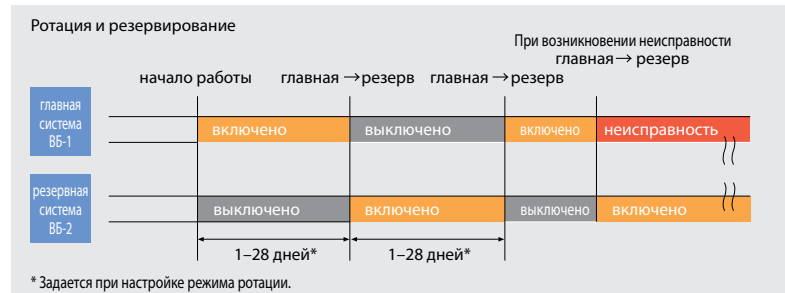 Ротация и резервирование
При возникновении неисправности
главная→ резерв
начало работы главная →резерв главная →резерв
главная
система
ВБ-1
включено выключено включено неисправность
резервная
система
ВБ-2
выключено включено выключено включено
1–28 дней* 1–28 дней*
* Задается при настройке режима ротации.